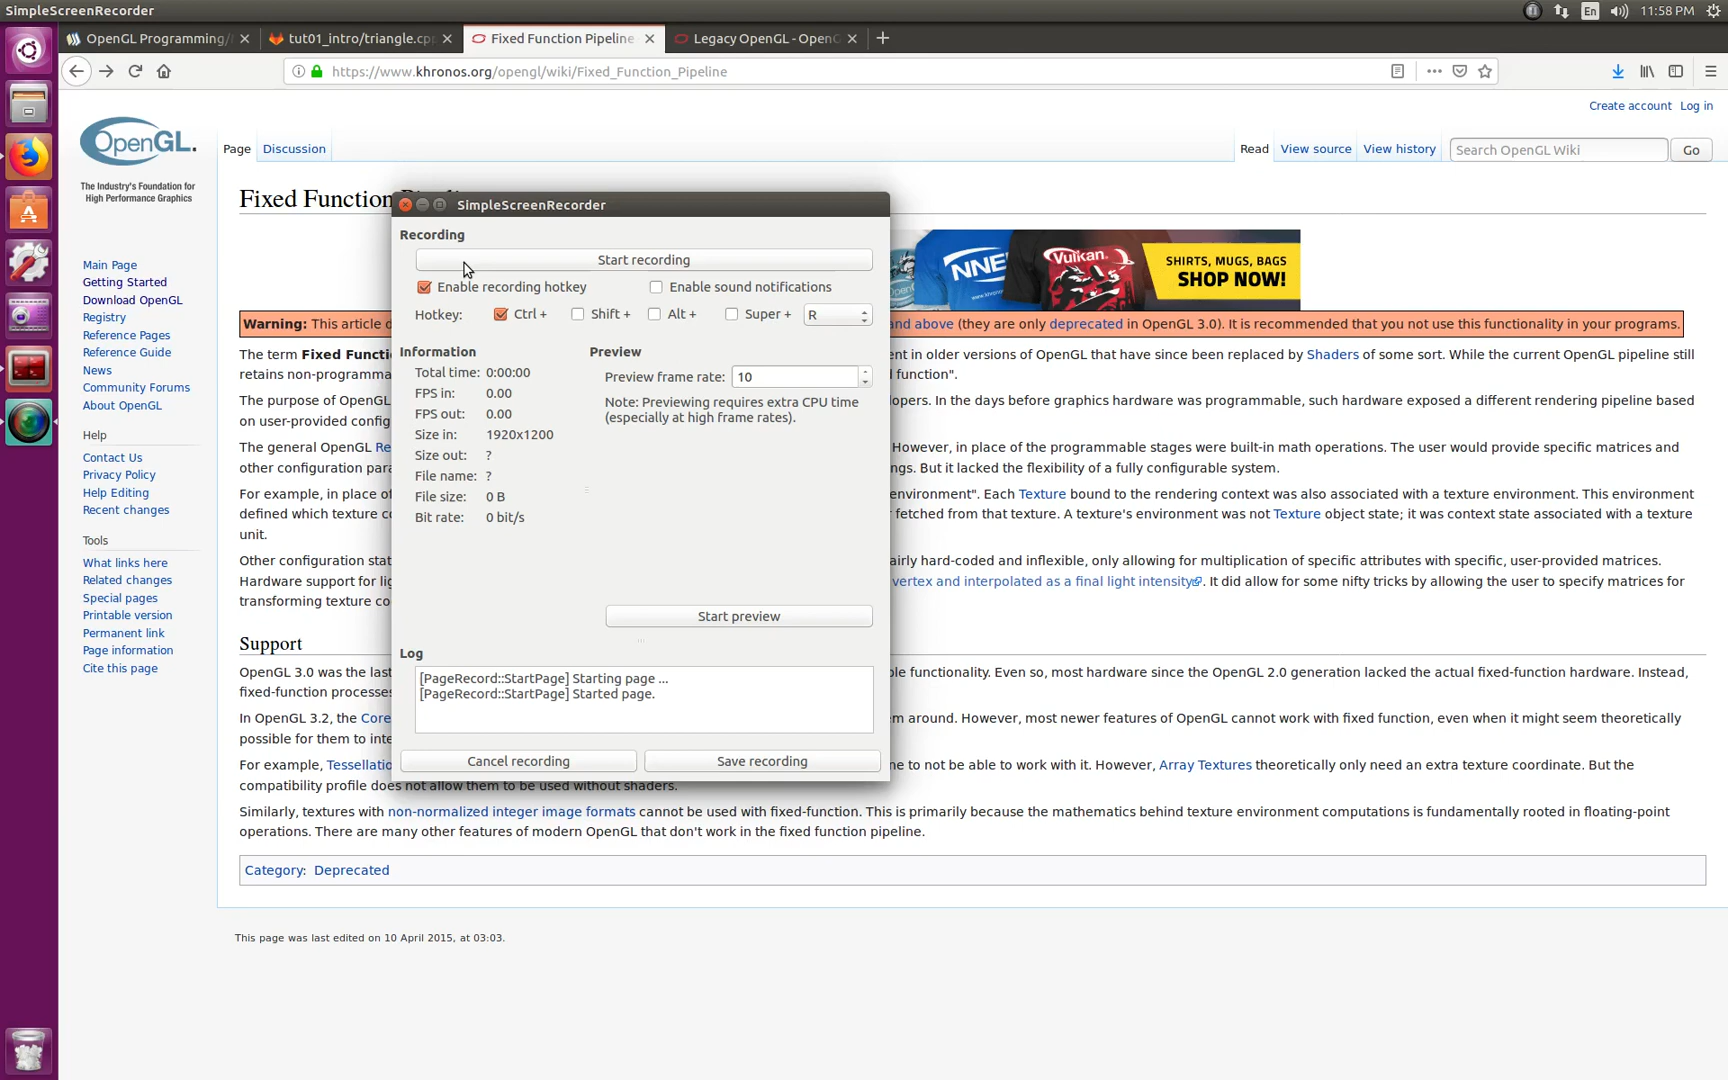 SimpleScreenRecorder
En
11:58 PM
OpenGL Programming/
tut01_intro/triangle.cp
Fixed Function Pipeline
Legacy OpenGL - Open
https://www.khronos.org/opengl/wiki/Fixed_Function_Pipeline
Create account Log in
OpenGL.
The Industry's Foundation for
High Performance Graphics
Page Discussion Read View source View history Search OpenGL Wiki Go
Main Page
Getting Started
Download OpenGL
Registry
Reference Pages
Reference Guide
News
Community Forums
About OpenGL
Help
Contact Us
Privacy Policy
Help Editing
Recent changes
Tools
What links here
Related changes
Special pages
Printable version
Permanent link
Page information
Cite this page
Fixed Function
NNE
Vulkan.
SHIRTS, MUGS, BAGS
SHOP NOW!
Warning: This article and above (they are only deprecated in OpenGL 3.0). It is recommended that you not use this functionality in your programs.
The term Fixed Functi ent in older versions of OpenGL that have since been replaced by Shaders of some sort. While the current OpenGL pipeline still
retains non-programma function".
The purpose of OpenGL opers. In the days before graphics hardware was programmable, such hardware exposed a different rendering pipeline based
on user-provided config
The general OpenGL Re However, in place of the programmable stages were built-in math operations. The user would provide specific matrices and
other configuration para ngs. But it lacked the flexibility of a fully configurable system.
For example, in place of environment". Each Texture bound to the rendering context was also associated with a texture environment. This environment
defined which texture co fetched from that texture. A texture's environment was not Texture object state; it was context state associated with a texture
unit.
Other configuration stat airly hard-coded and inflexible, only allowing for multiplication of specific attributes with specific, user-provided matrices.
Hardware support for lig vertex and interpolated as a final light intensity. It did allow for some nifty tricks by allowing the user to specify matrices for
transforming texture co
Support
OpenGL 3.0 was the last ble functionality. Even so, most hardware since the OpenGL 2.0 generation lacked the actual fixed-function hardware. Instead,
fixed-function processes
In OpenGL 3.2, the Core m around. However, most newer features of OpenGL cannot work with fixed function, even when it might seem theoretically
possible for them to inte
For example, Tessellatio ne to not be able to work with it. However, Array Textures theoretically only need an extra texture coordinate. But the
compatibility profile does not allow them to be used without shaders.
Similarly, textures with non-normalized integer image formats cannot be used with fixed-function. This is primarily because the mathematics behind texture environment computations is fundamentally rooted in floating-point
operations. There are many other features of modern OpenGL that don't work in the fixed function pipeline.
Category: Deprecated
This page was last edited on 10 April 2015, at 03:03.
SimpleScreenRecorder
Recording
Start recording
Enable recording hotkey Enable sound notifications
Hotkey: Ctrl + Shift + Alt + Super + R
Information
Total time: 0:00:00
FPS in: 0.00
FPS out: 0.00
Size in: 1920x1200
Size out: ?
File name: ?
File size: 0 B
Bit rate: 0 bit/s
Preview
Preview frame rate: 10
Note: Previewing requires extra CPU time
(especially at high frame rates).
Start preview
Log
[PageRecord::StartPage] Starting page ...
[PageRecord::StartPage] Started page.
Cancel recording Save recording